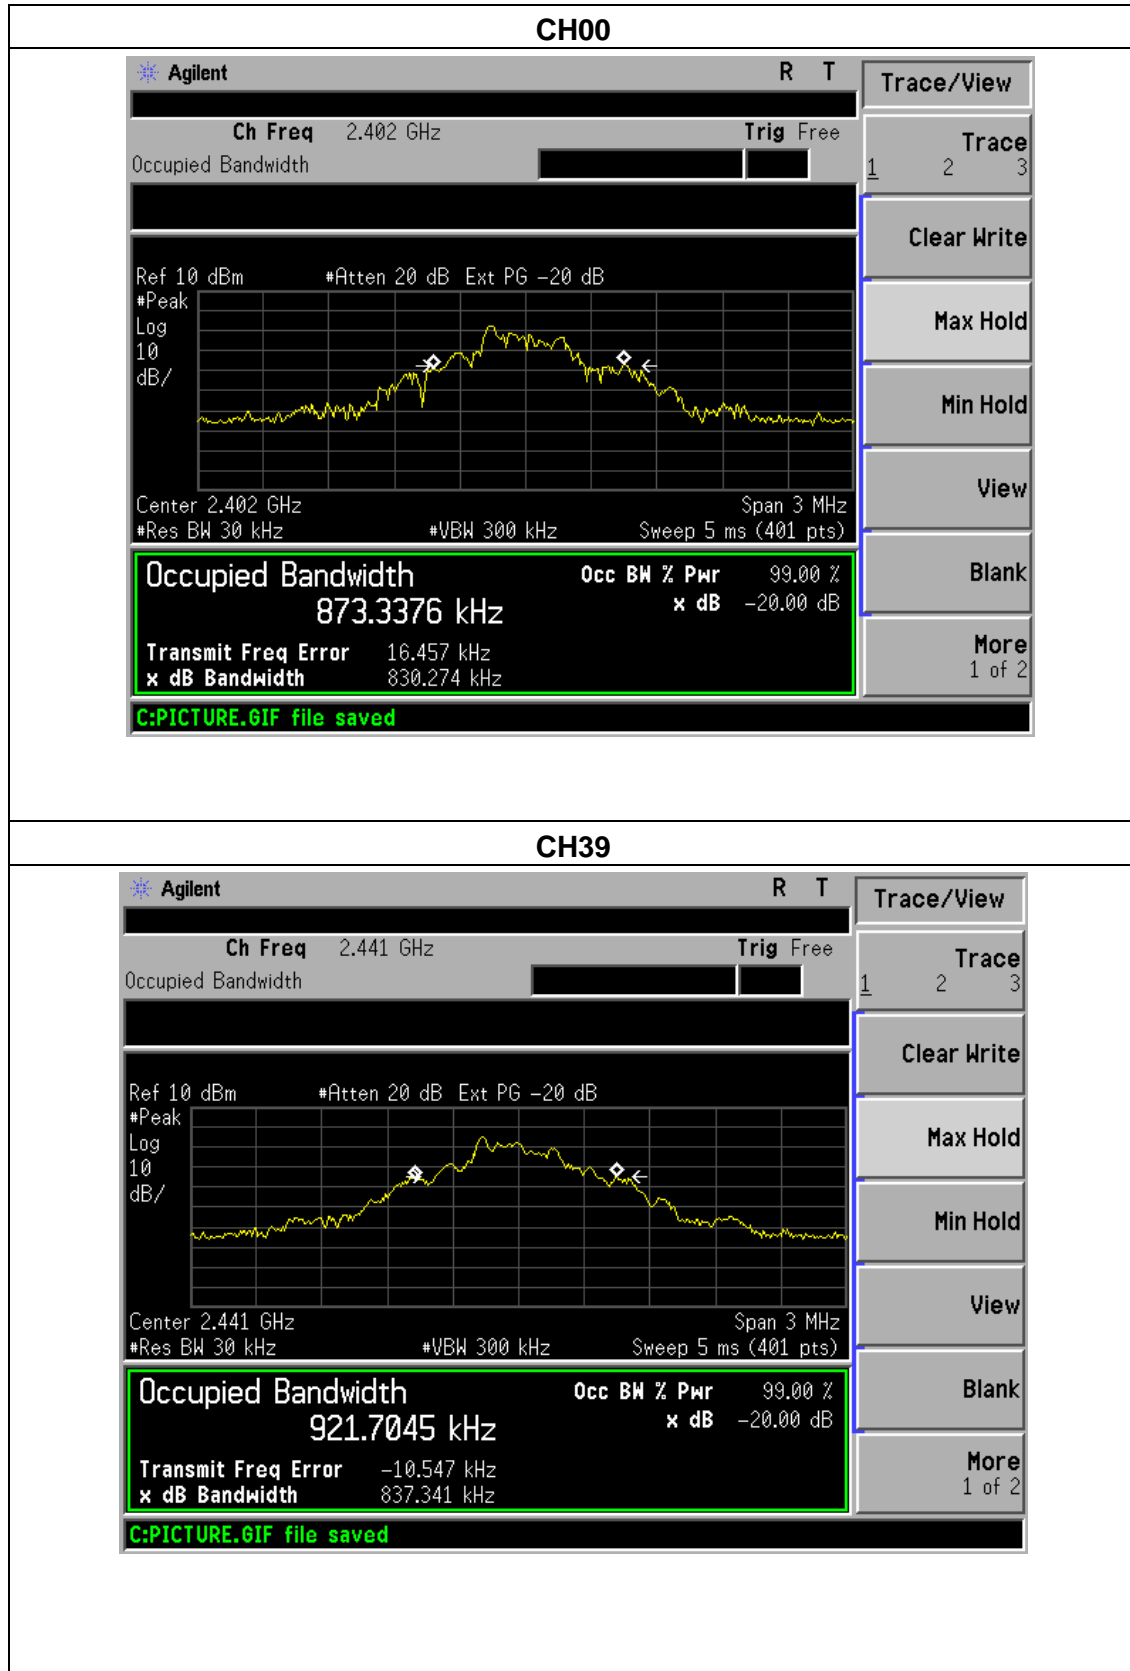 CH00
Agilent R T
Trace/View
Ch Freq 2.402 GHz Trig Free
Occupied Bandwidth
Trace
1 2 3
Clear Write
Ref 10 dBm #Atten 20 dB Ext PG -20 dB
#Peak
Log
10
dB/
Max Hold
Min Hold
View
Center 2.402 GHz Span 3 MHz
#Res BW 30 kHz #VBW 300 kHz Sweep 5 ms (401 pts)
Occupied Bandwidth Occ BW % Pwr 99.00 %
873.3376 kHz x dB -20.00 dB
Blank
Transmit Freq Error 16.457 kHz
x dB Bandwidth 830.274 kHz
More
1 of 2
C:PICTURE.GIF file saved
CH39
Agilent R T
Trace/View
Ch Freq 2.441 GHz Trig Free
Occupied Bandwidth
Trace
1 2 3
Clear Write
Ref 10 dBm #Atten 20 dB Ext PG -20 dB
#Peak
Log
10
dB/
Max Hold
Min Hold
View
Center 2.441 GHz Span 3 MHz
#Res BW 30 kHz #VBW 300 kHz Sweep 5 ms (401 pts)
Occupied Bandwidth Occ BW % Pwr 99.00 %
921.7045 kHz x dB -20.00 dB
Blank
Transmit Freq Error -10.547 kHz
x dB Bandwidth 837.341 kHz
More
1 of 2
C:PICTURE.GIF file saved